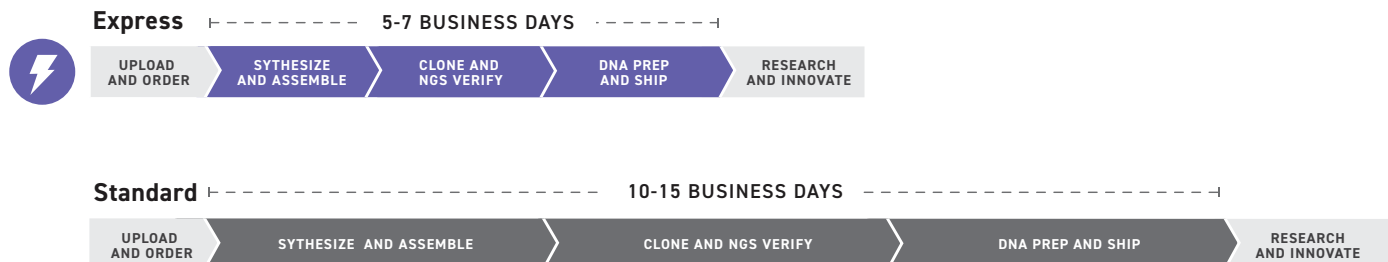 Express
5-7 BUSINESS DAYS
UPLOAD
AND ORDER
SYTHESIZE
AND ASSEMBLE
CLONE AND
NGS VERIFY
DNA PREP
AND SHIP
RESEARCH
AND INNOVATE
Standard
10-15 BUSINESS DAYS
UPLOAD
AND ORDER
SYTHESIZE AND ASSEMBLE
CLONE AND NGS VERIFY
DNA PREP AND SHIP
RESEARCH
AND INNOVATE